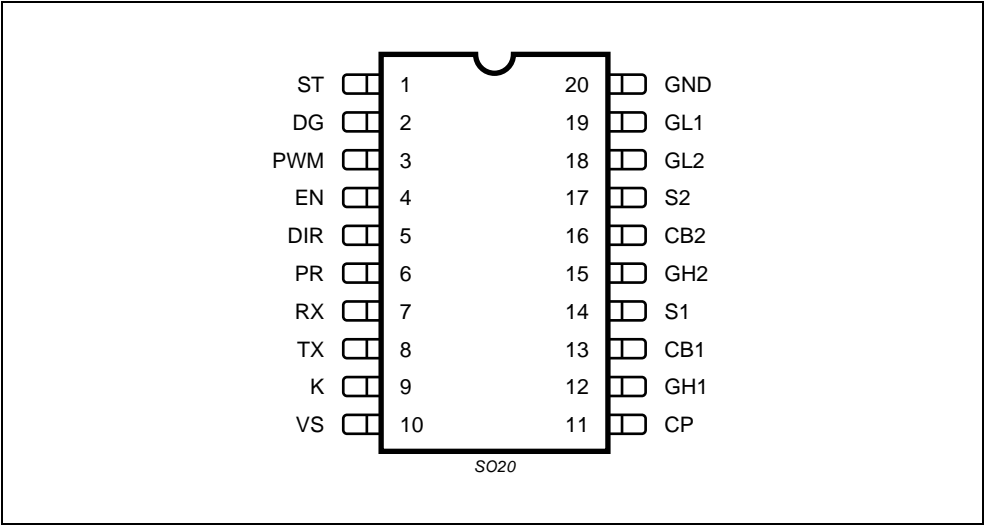 ST 1 20 GND
DG 2 19 GL1
PWM 3 18 GL2
EN 4 17 S2
DIR 5 16 CB2
PR 6 15 GH2
RX 7 14 S1
TX 8 13 CB1
K 9 12 GH1
VS 10 11 CP
SO20